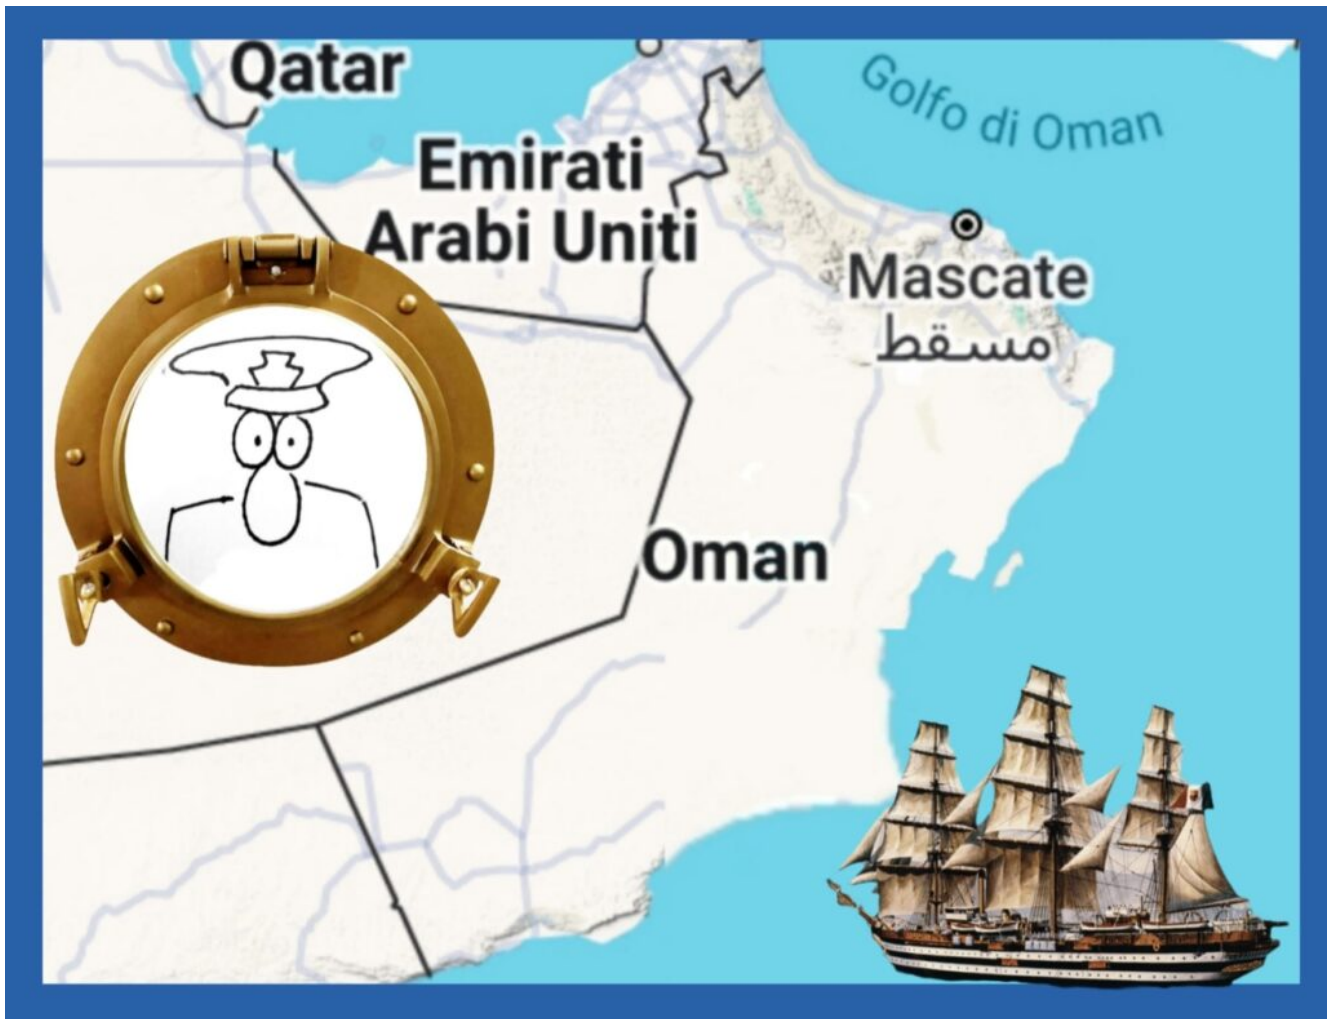 Qatar
Golfo di Oman
Emirati
Arabi Uniti
Mascate
مسقط
Oman